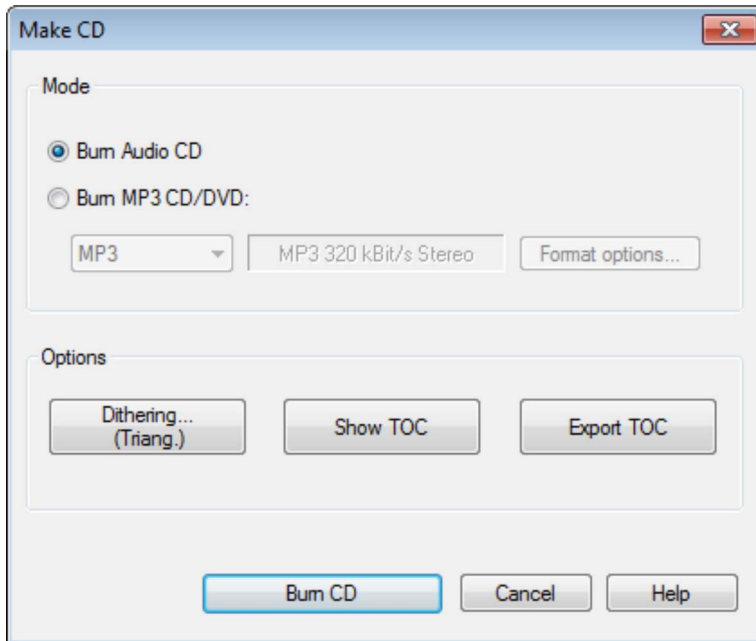 Make CD
Mode
Burn Audio CD
Burn MP3 CD/DVD:
MP3
MP3 320 kBit/s Stereo
Format options...
Options
Dithering...
(Triang.)
Show TOC
Export TOC
Burn CD
Cancel
Help